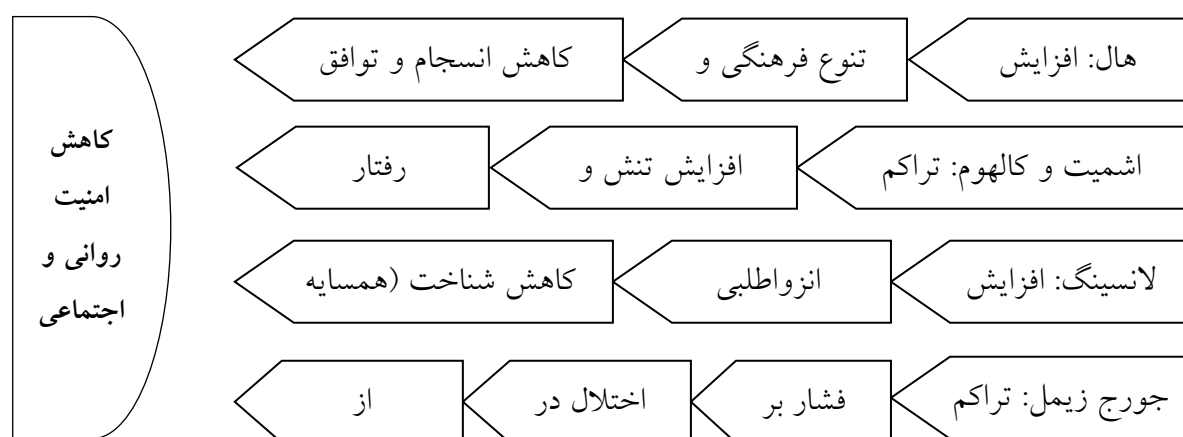 هال: افزایش
تنوع فرهنگی و
کاهش انسجام و توافق
اشمیت و کالهوم: تراکم
افزایش تنش و
رفتار
لانسینگ: افزایش
انزواطلبی
کاهش شناخت (همسایه
جورج زیمل: تراکم
فشار بر
اختلال در
از
کاهش
امنیت
روانی و
اجتماعی